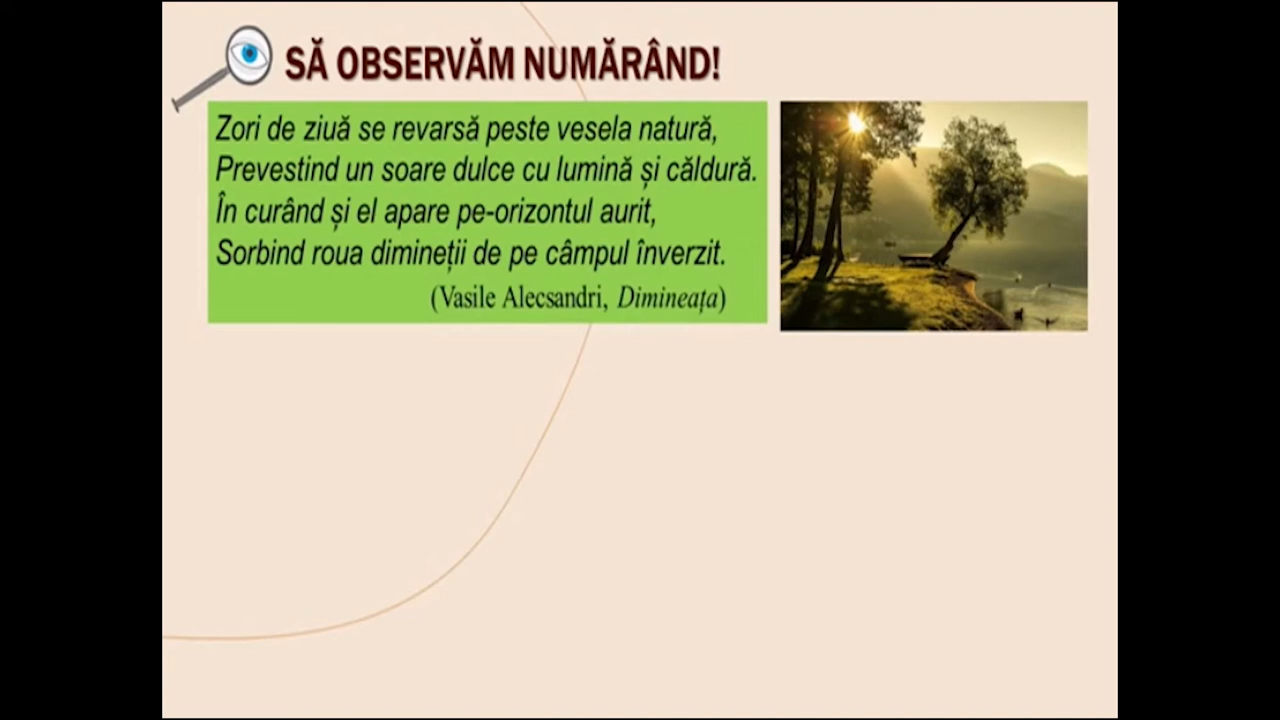 SĂ OBSERVĂM NUMĂRÂND!
Zori de ziuă se revarsă peste vesela natură,
Prevestind un soare dulce cu lumină și căldură.
În curând și el apare pe-orizontul aurit,
Sorbind roua dimineții de pe câmpul înverzit.
(Vasile Alecsandri, Dimineața)